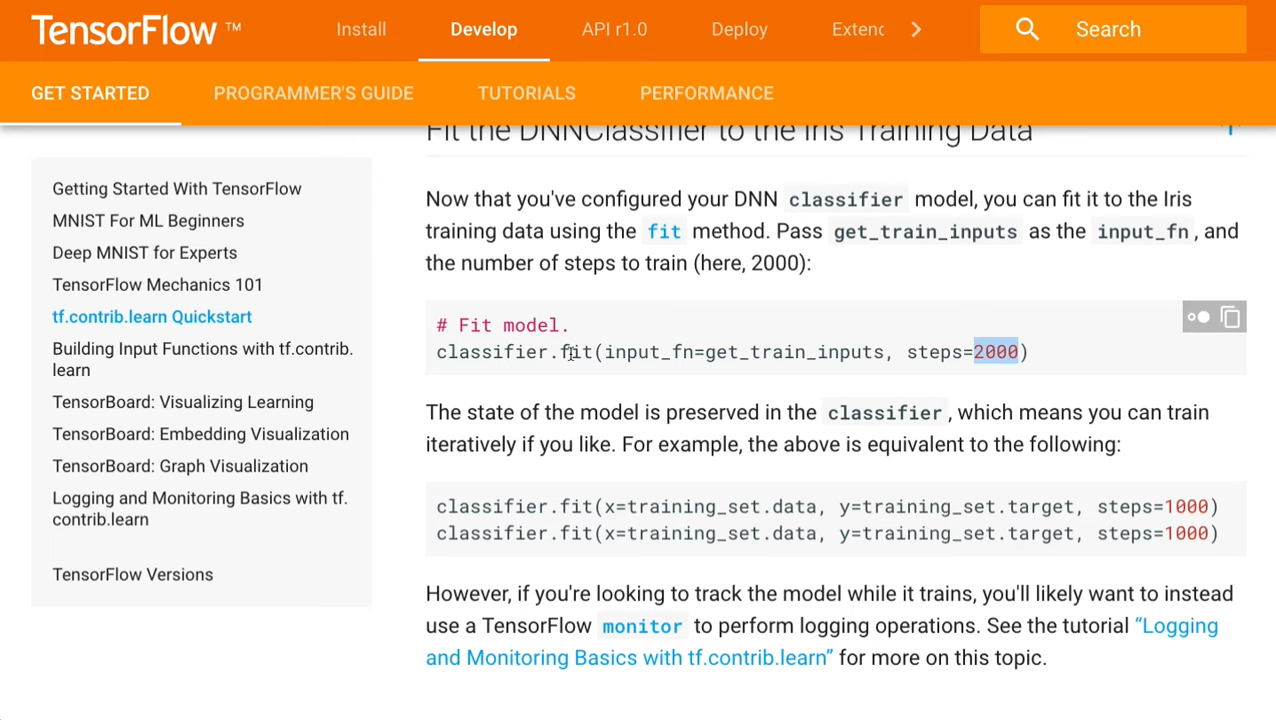 TensorFlow ™
Install
Develop
API r1.0
Deploy
Extenc
Search
GET STARTED
PROGRAMMER'S GUIDE
TUTORIALS
PERFORMANCE
Getting Started With TensorFlow
MNIST For ML Beginners
Deep MNIST for Experts
TensorFlow Mechanics 101
tf.contrib.learn Quickstart
Building Input Functions with tf.contrib.
learn
TensorBoard: Visualizing Learning
TensorBoard: Embedding Visualization
TensorBoard: Graph Visualization
Logging and Monitoring Basics with tf.
contrib.learn
TensorFlow Versions
Fit the DNNClassifier to the Iris Training Data
Now that you've configured your DNN classifier model, you can fit it to the Iris
training data using the fit method. Pass get_train_inputs as the input_fn, and
the number of steps to train (here, 2000):
# Fit model.
classifier.fit(input_fn=get_train_inputs, steps=2000)
The state of the model is preserved in the classifier, which means you can train
iteratively if you like. For example, the above is equivalent to the following:
classifier.fit(x=training_set.data, y=training_set.target, steps=1000)
classifier.fit(x=training_set.data, y=training_set.target, steps=1000)
However, if you're looking to track the model while it trains, you'll likely want to instead
use a TensorFlow monitor to perform logging operations. See the tutorial “Logging
and Monitoring Basics with tf.contrib.learn” for more on this topic.